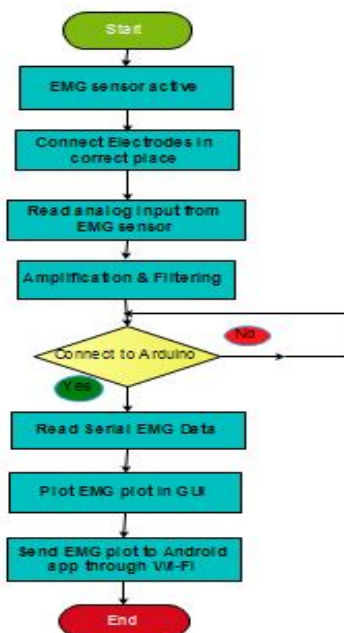 Start
EMG sensor active
Connect Electrodes in
correct place
Read analog input from
EMG sensor
Amplification & Filtering
Connect to Arduino
No
Yes
Read Serial EMG Data
Plot EMG plot in GUI
Send EMG plot to Android
app through Wi-Fi
End